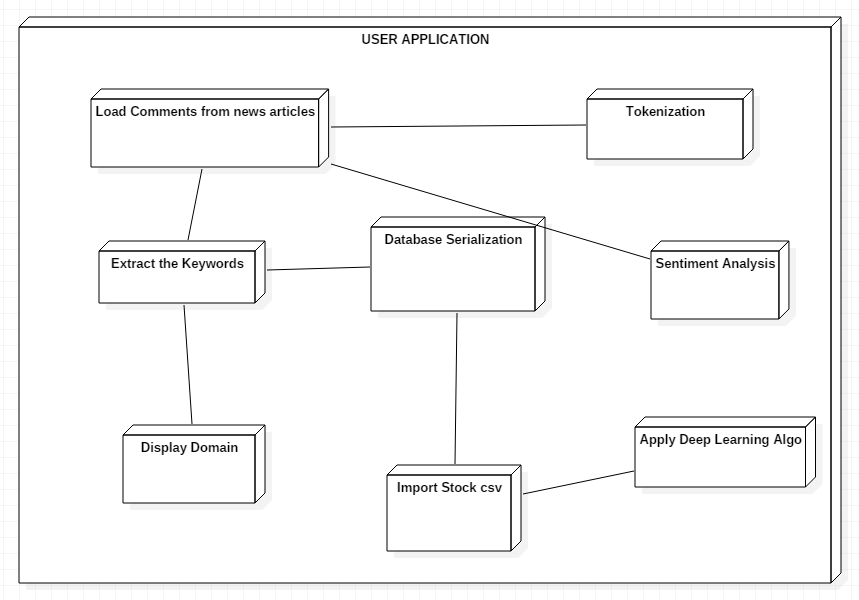 USER APPLICATION
Load Comments from news articles
Tokenization
Database Serialization
Extract the Keywords
Sentiment Analysis
Display Domain
Import Stock csv
Apply Deep Learning Algo